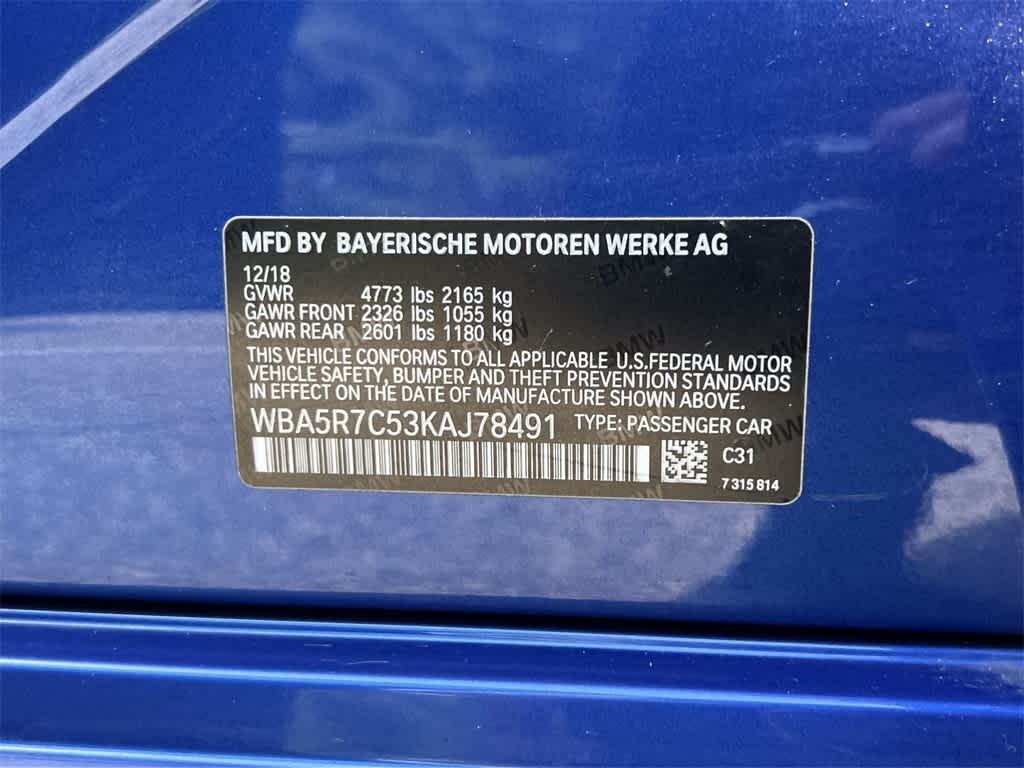 MFD BY BAYERISCHE MOTOREN WERKE AG
12/18
GVWR 4773 lbs 2165 kg
GAWR FRONT 2326 lbs 1055 kg
GAWR REAR 2601 lbs 1180 kg
THIS VEHICLE CONFORMS TO ALL APPLICABLE U.S.FEDERAL MOTOR
VEHICLE SAFETY, BUMPER AND THEFT PREVENTION STANDARDS
IN EFFECT ON THE DATE OF MANUFACTURE SHOWN ABOVE.
WBA5R7C53KAJ78491 TYPE: PASSENGER CAR
C31
7 315 814